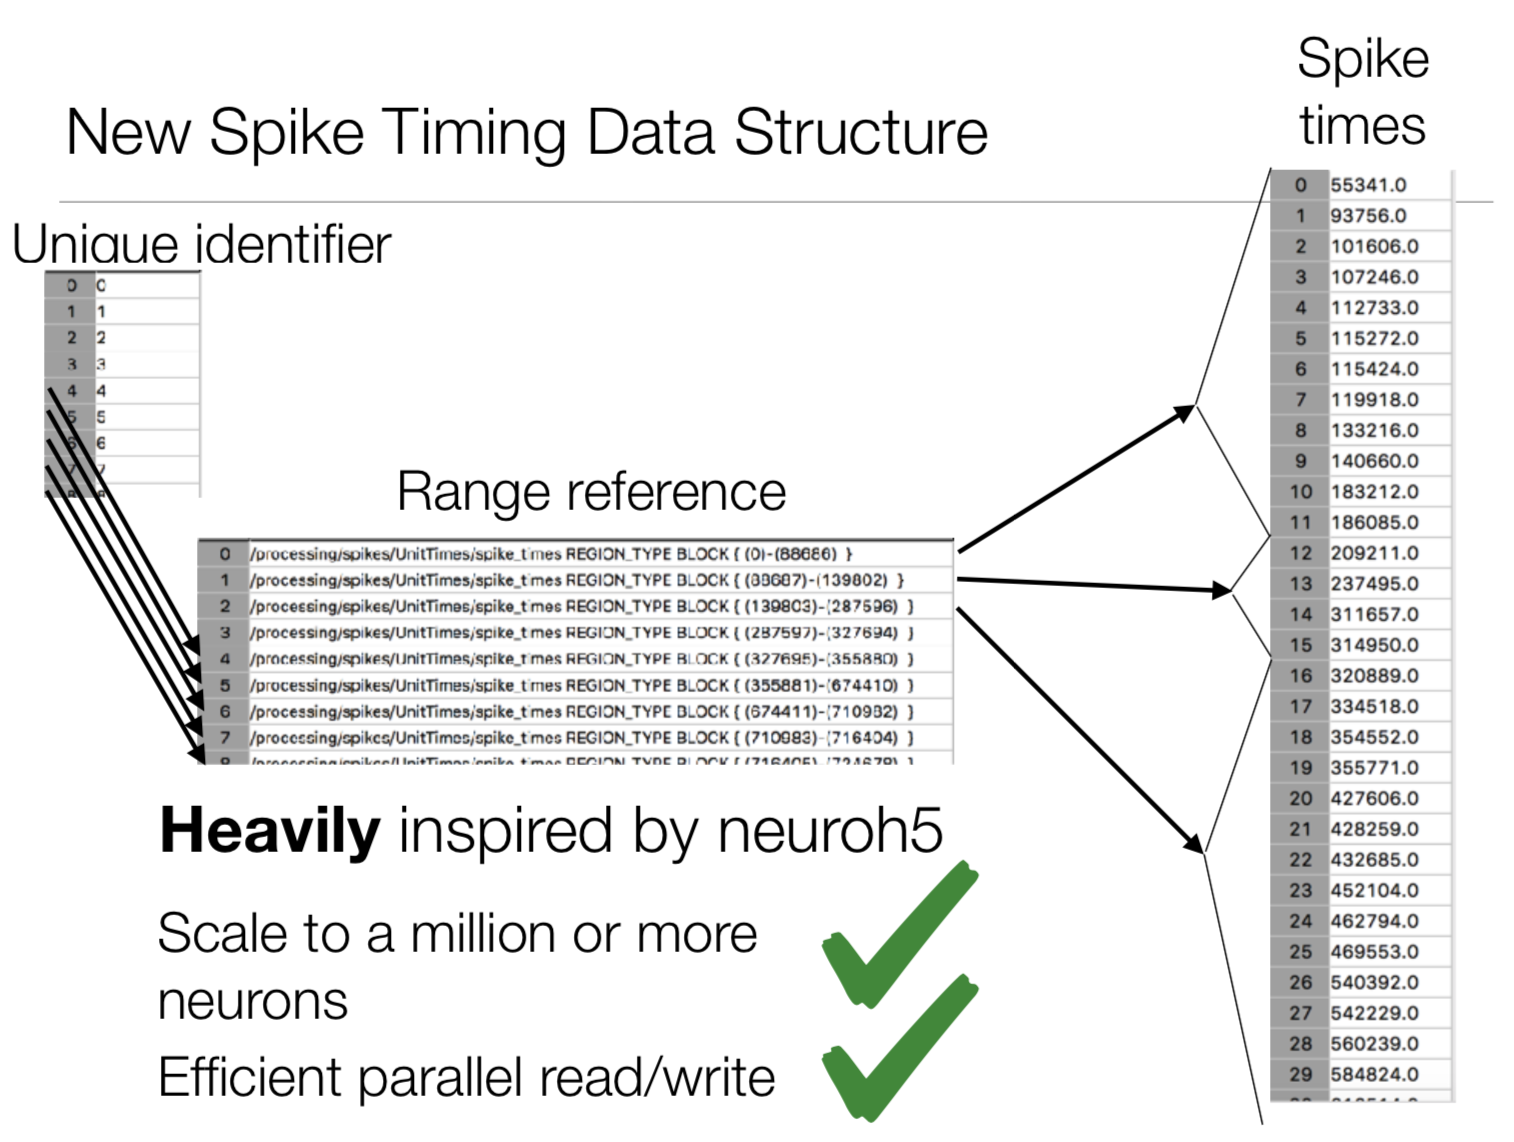 New Spike Timing Data Structure
Unique identifier
0 0
1 1
2 2
3 3
4 4
5 5
6 6
7 7
8 8
Range reference
0 /processing/spikes/UnitTimes/spike_times REGION_TYPE BLOCK { (0)-(88686) }
1 /processing/spikes/UnitTimes/spike_times REGION_TYPE BLOCK { (88687)-(139802) }
2 /processing/spikes/UnitTimes/spike_times REGION_TYPE BLOCK { (139803)-(287596) }
3 /processing/spikes/UnitTimes/spike_times REGION_TYPE BLOCK { (287597)-(327694) }
4 /processing/spikes/UnitTimes/spike_times REGION_TYPE BLOCK { (327695)-(355880) }
5 /processing/spikes/UnitTimes/spike_times REGION_TYPE BLOCK { (355881)-(674410) }
6 /processing/spikes/UnitTimes/spike_times REGION_TYPE BLOCK { (674411)-(710982) }
7 /processing/spikes/UnitTimes/spike_times REGION_TYPE BLOCK { (710983)-(716404) }
8 /processing/spikes/UnitTimes/spike_times REGION_TYPE BLOCK { (716405)-(724678) }
Heavily inspired by neuroh5
Scale to a million or more
neurons
Efficient parallel read/write
Spike
times
0 55341.0
1 93756.0
2 101606.0
3 107246.0
4 112733.0
5 115272.0
6 115424.0
7 119918.0
8 133216.0
9 140660.0
10 183212.0
11 186085.0
12 209211.0
13 237495.0
14 311657.0
15 314950.0
16 320889.0
17 334518.0
18 354552.0
19 355771.0
20 427606.0
21 428259.0
22 432685.0
23 452104.0
24 462794.0
25 469553.0
26 540392.0
27 542229.0
28 560239.0
29 584824.0